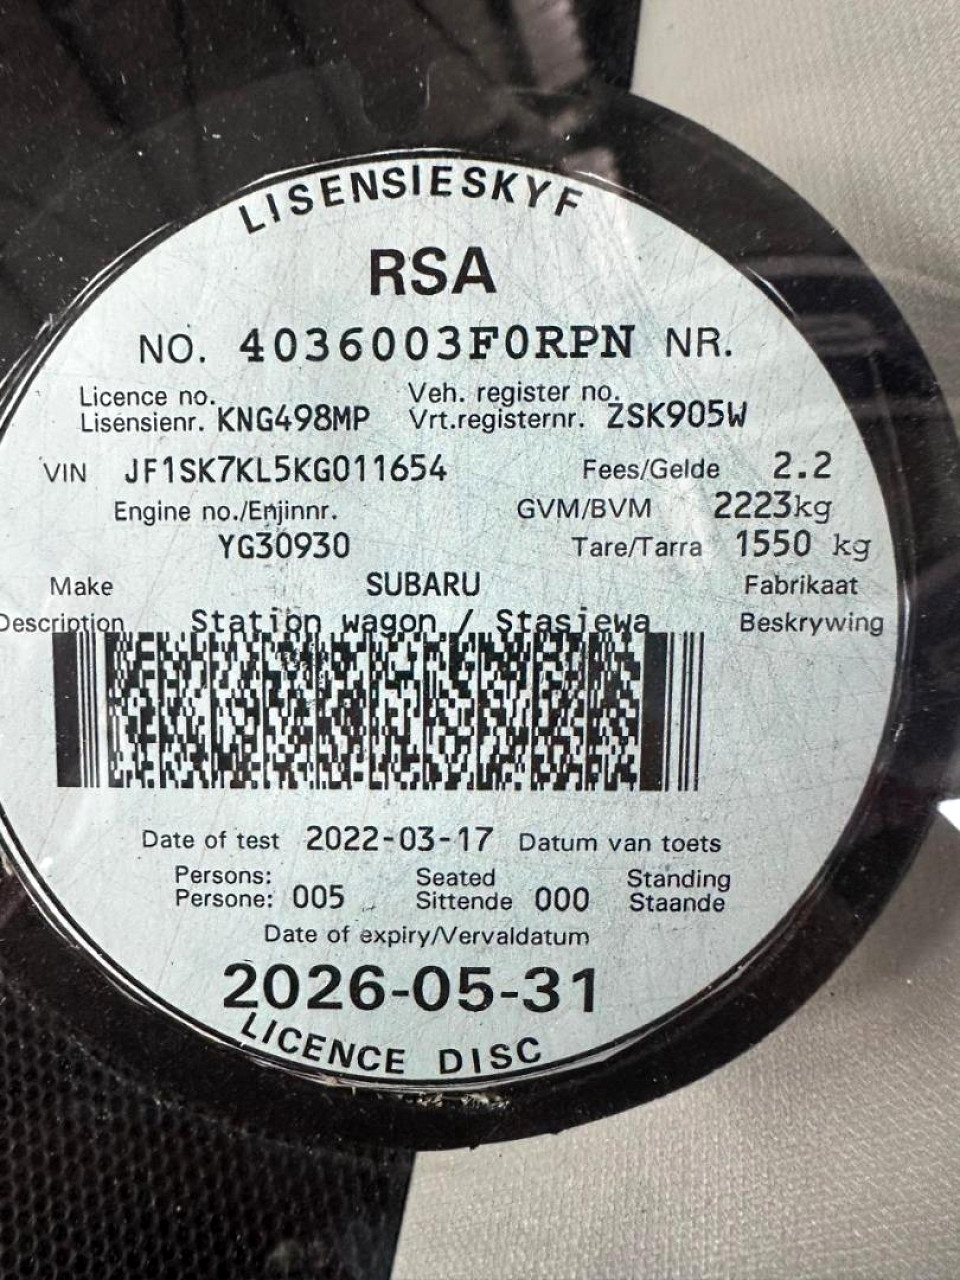 LISENSIESKYF
RSA
NO. 4036003F0RPN NR.
Licence no. Veh. register no.
Lisensienr. KNG498MP Vrt.registernr. ZSK905W
VIN JF1SK7KL5KG011654 Fees/Gelde 2.2
Engine no./Enjinnr. GVM/BVM 2223kg
YG30930 Tare/Tarra 1550 kg
Make SUBARU Fabrikaat
Description Station wagon / Stasiewa Beskrywing
Date of test 2022-03-17 Datum van toets
Persons: Seated Standing
Persone: 005 Sittende 000 Staande
Date of expiry/Vervaldatum
2026-05-31
LICENCE DISC